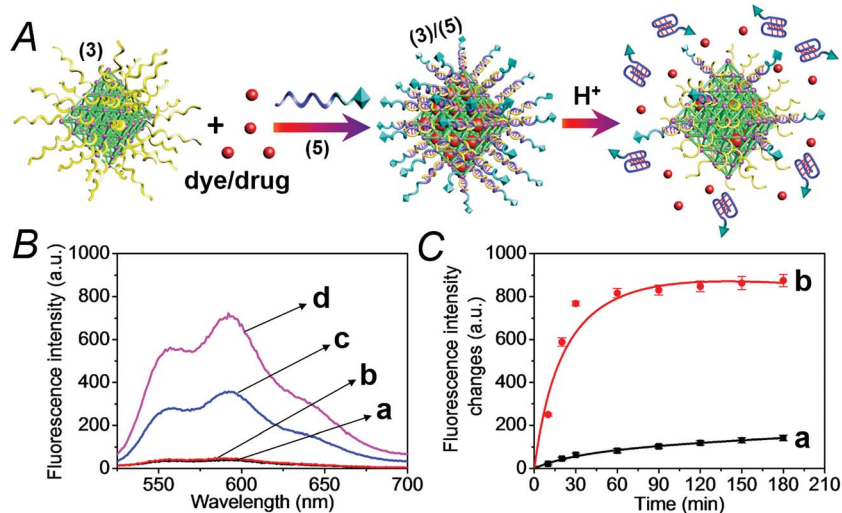 A
(3)
+
dye/drug
(5)
(3)/(5)
H⁺
B
Fluorescence intensity (a.u.)
1000
800
600
400
200
0
d
c
b
a
550 600 650 700
Wavelength (nm)
C
Fluorescence intensity changes (a.u.)
1000
800
600
400
200
0
b
a
0 30 60 90 120 150 180 210
Time (min)